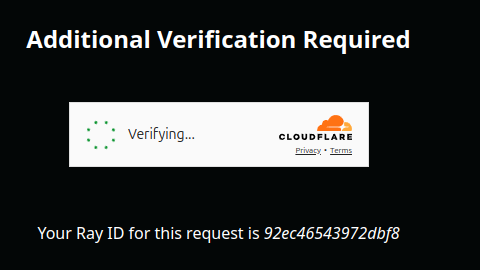 Additional Verification Required
Verifying...
CLOUDFLARE
Privacy • Terms
Your Ray ID for this request is 92ec46543972dbf8